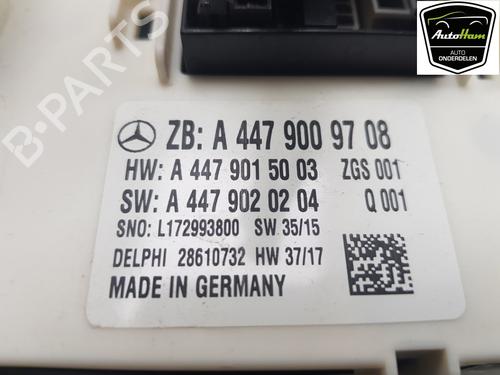 AutoHam
AUTO
ONDERDELEN
B-PARTS
ZB: A 447 900 97 08
HW: A 447 901 50 03 ZGS 001
SW: A 447 902 02 04 Q 001
SNO: L172993800 SW 35/15
DELPHI 28610732 HW 37/17
MADE IN GERMANY